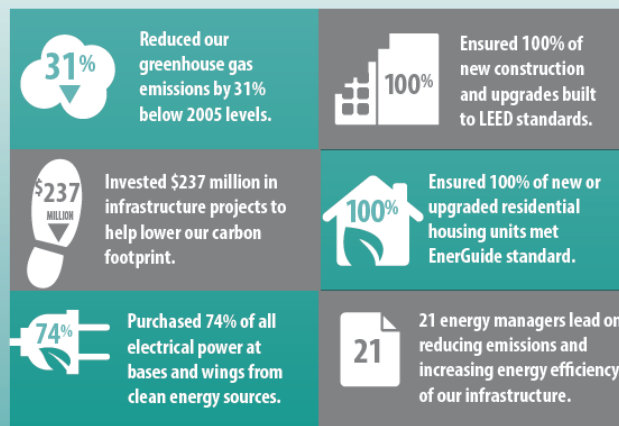 31%
Reduced our
greenhouse gas
emissions by 31%
below 2005 levels.
100%
Ensured 100% of
new construction
and upgrades built
to LEED standards.
$237
MILLION
Invested $237 million in
infrastructure projects to
help lower our carbon
footprint.
100%
Ensured 100% of new or
upgraded residential
housing units met
EnerGuide standard.
74%
Purchased 74% of all
electrical power at
bases and wings from
clean energy sources.
21
21 energy managers lead on
reducing emissions and
increasing energy efficiency
of our infrastructure.